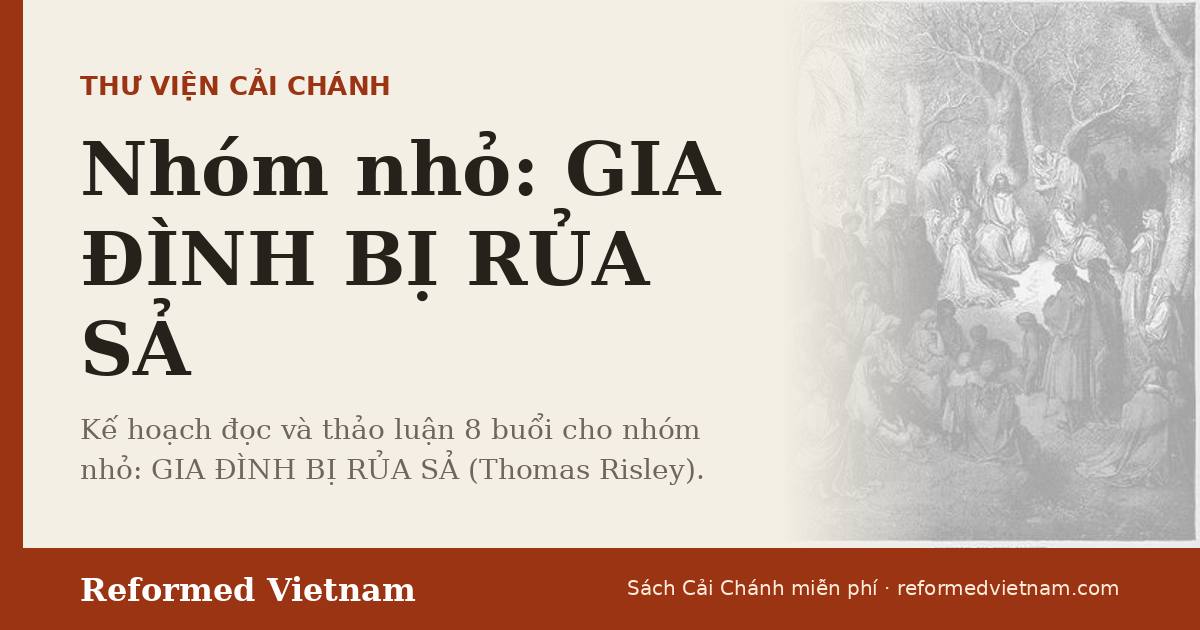 THƯ VIỆN CẢI CHÁNH
Nhóm nhỏ: GIA
ĐÌNH BỊ RỦA
SẢ
Kế hoạch đọc và thảo luận 8 buổi cho nhóm
nhỏ: GIA ĐÌNH BỊ RỦA SẢ (Thomas Risley).
Reformed Vietnam
Sách Cải Chánh miễn phí · reformedvietnam.com